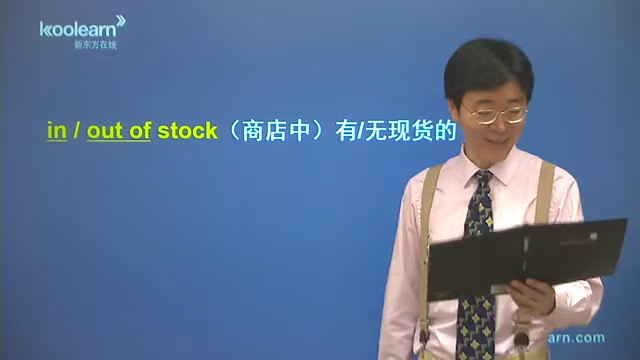 koolearn
新东方在线
in / out of stock（商店中）有/无现货的
arn.com